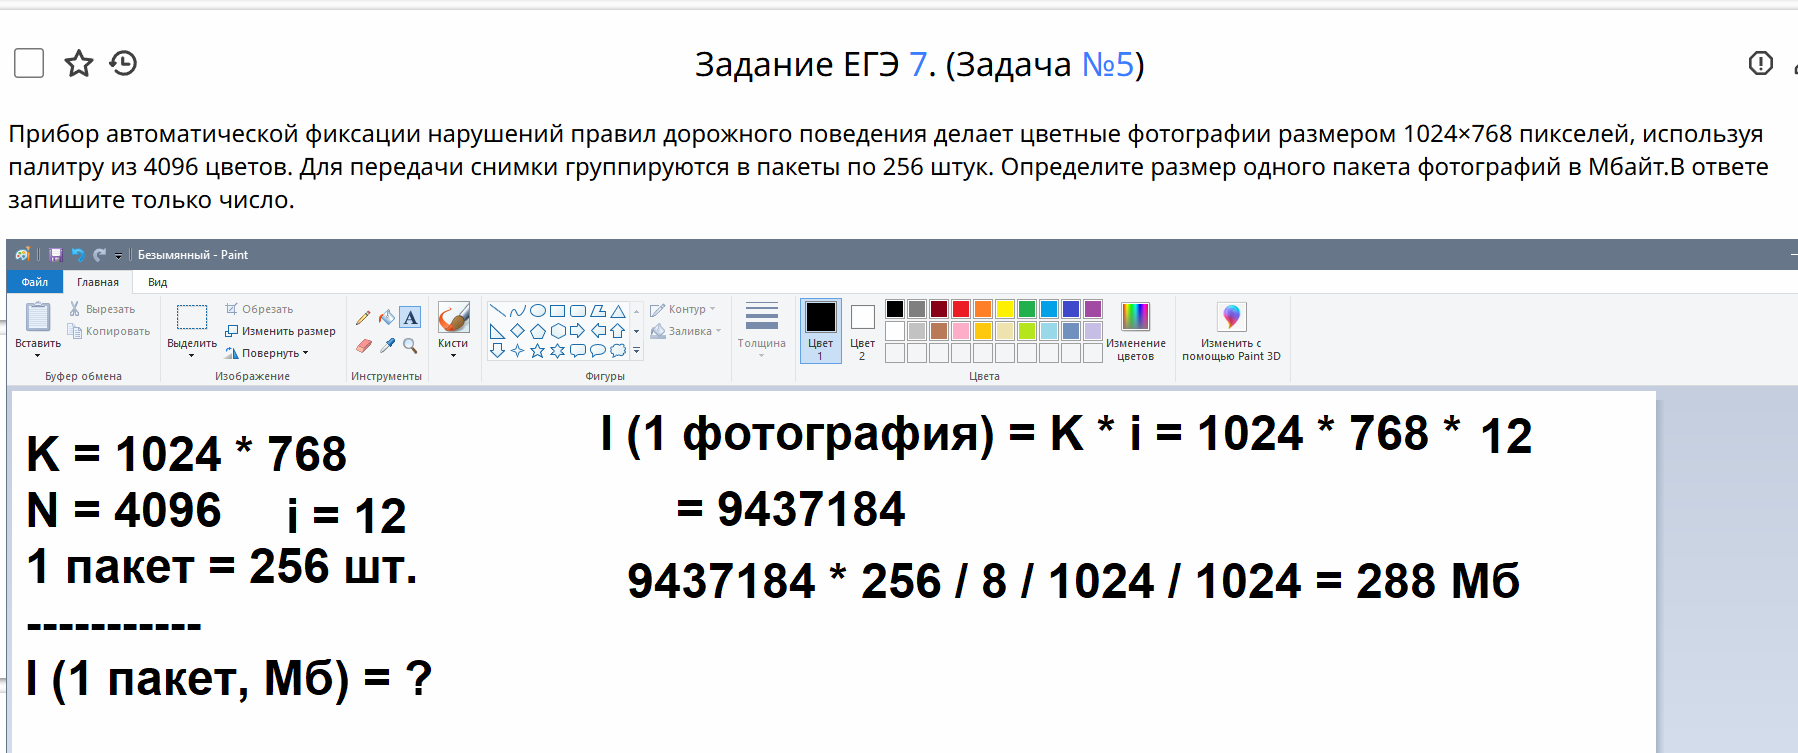 Задание ЕГЭ 7. (Задача №5)
Прибор автоматической фиксации нарушений правил дорожного поведения делает цветные фотографии размером 1024×768 пикселей, используя
палитру из 4096 цветов. Для передачи снимки группируются в пакеты по 256 штук. Определите размер одного пакета фотографий в Мбайт.В ответе
запишите только число.
Безымянный - Paint
Файл Главная Вид
Вставить
Вырезать
Копировать
Буфер обмена
Выделить
Обрезать
Изменить размер
Повернуть
Изображение
A
Инструменты
Кисти
Контур
Заливка
Фигуры
Толщина
Цвет 1
Цвет 2
Изменение цветов
Цвета
Изменить с помощью Paint 3D
K = 1024 * 768
N = 4096 i = 12
1 пакет = 256 шт.
-----------
I (1 пакет, Мб) = ?
I (1 фотография) = K * i = 1024 * 768 * 12
= 9437184
9437184 * 256 / 8 / 1024 / 1024 = 288 Мб